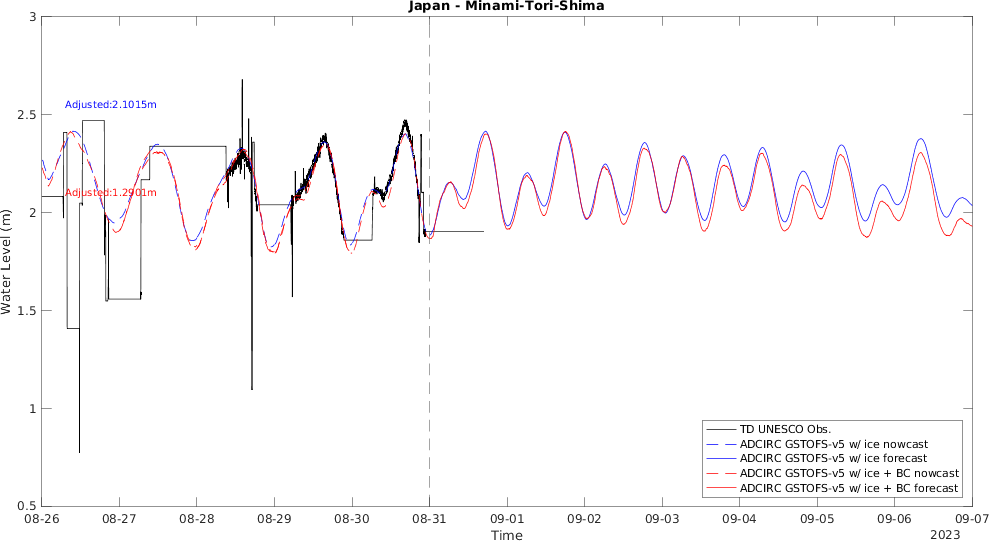 Japan - Minami-Tori-Shima
3
2.5
2
1.5
1
0.5
Water Level (m)
Adjusted:2.1015m
Adjusted:1.2901m
TD UNESCO Obs.
ADCIRC GSTOFS-v5 w/ ice nowcast
ADCIRC GSTOFS-v5 w/ ice forecast
ADCIRC GSTOFS-v5 w/ ice + BC nowcast
ADCIRC GSTOFS-v5 w/ ice + BC forecast
08-26 08-27 08-28 08-29 08-30 08-31 09-01 09-02 09-03 09-04 09-05 09-06 09-07
Time
2023